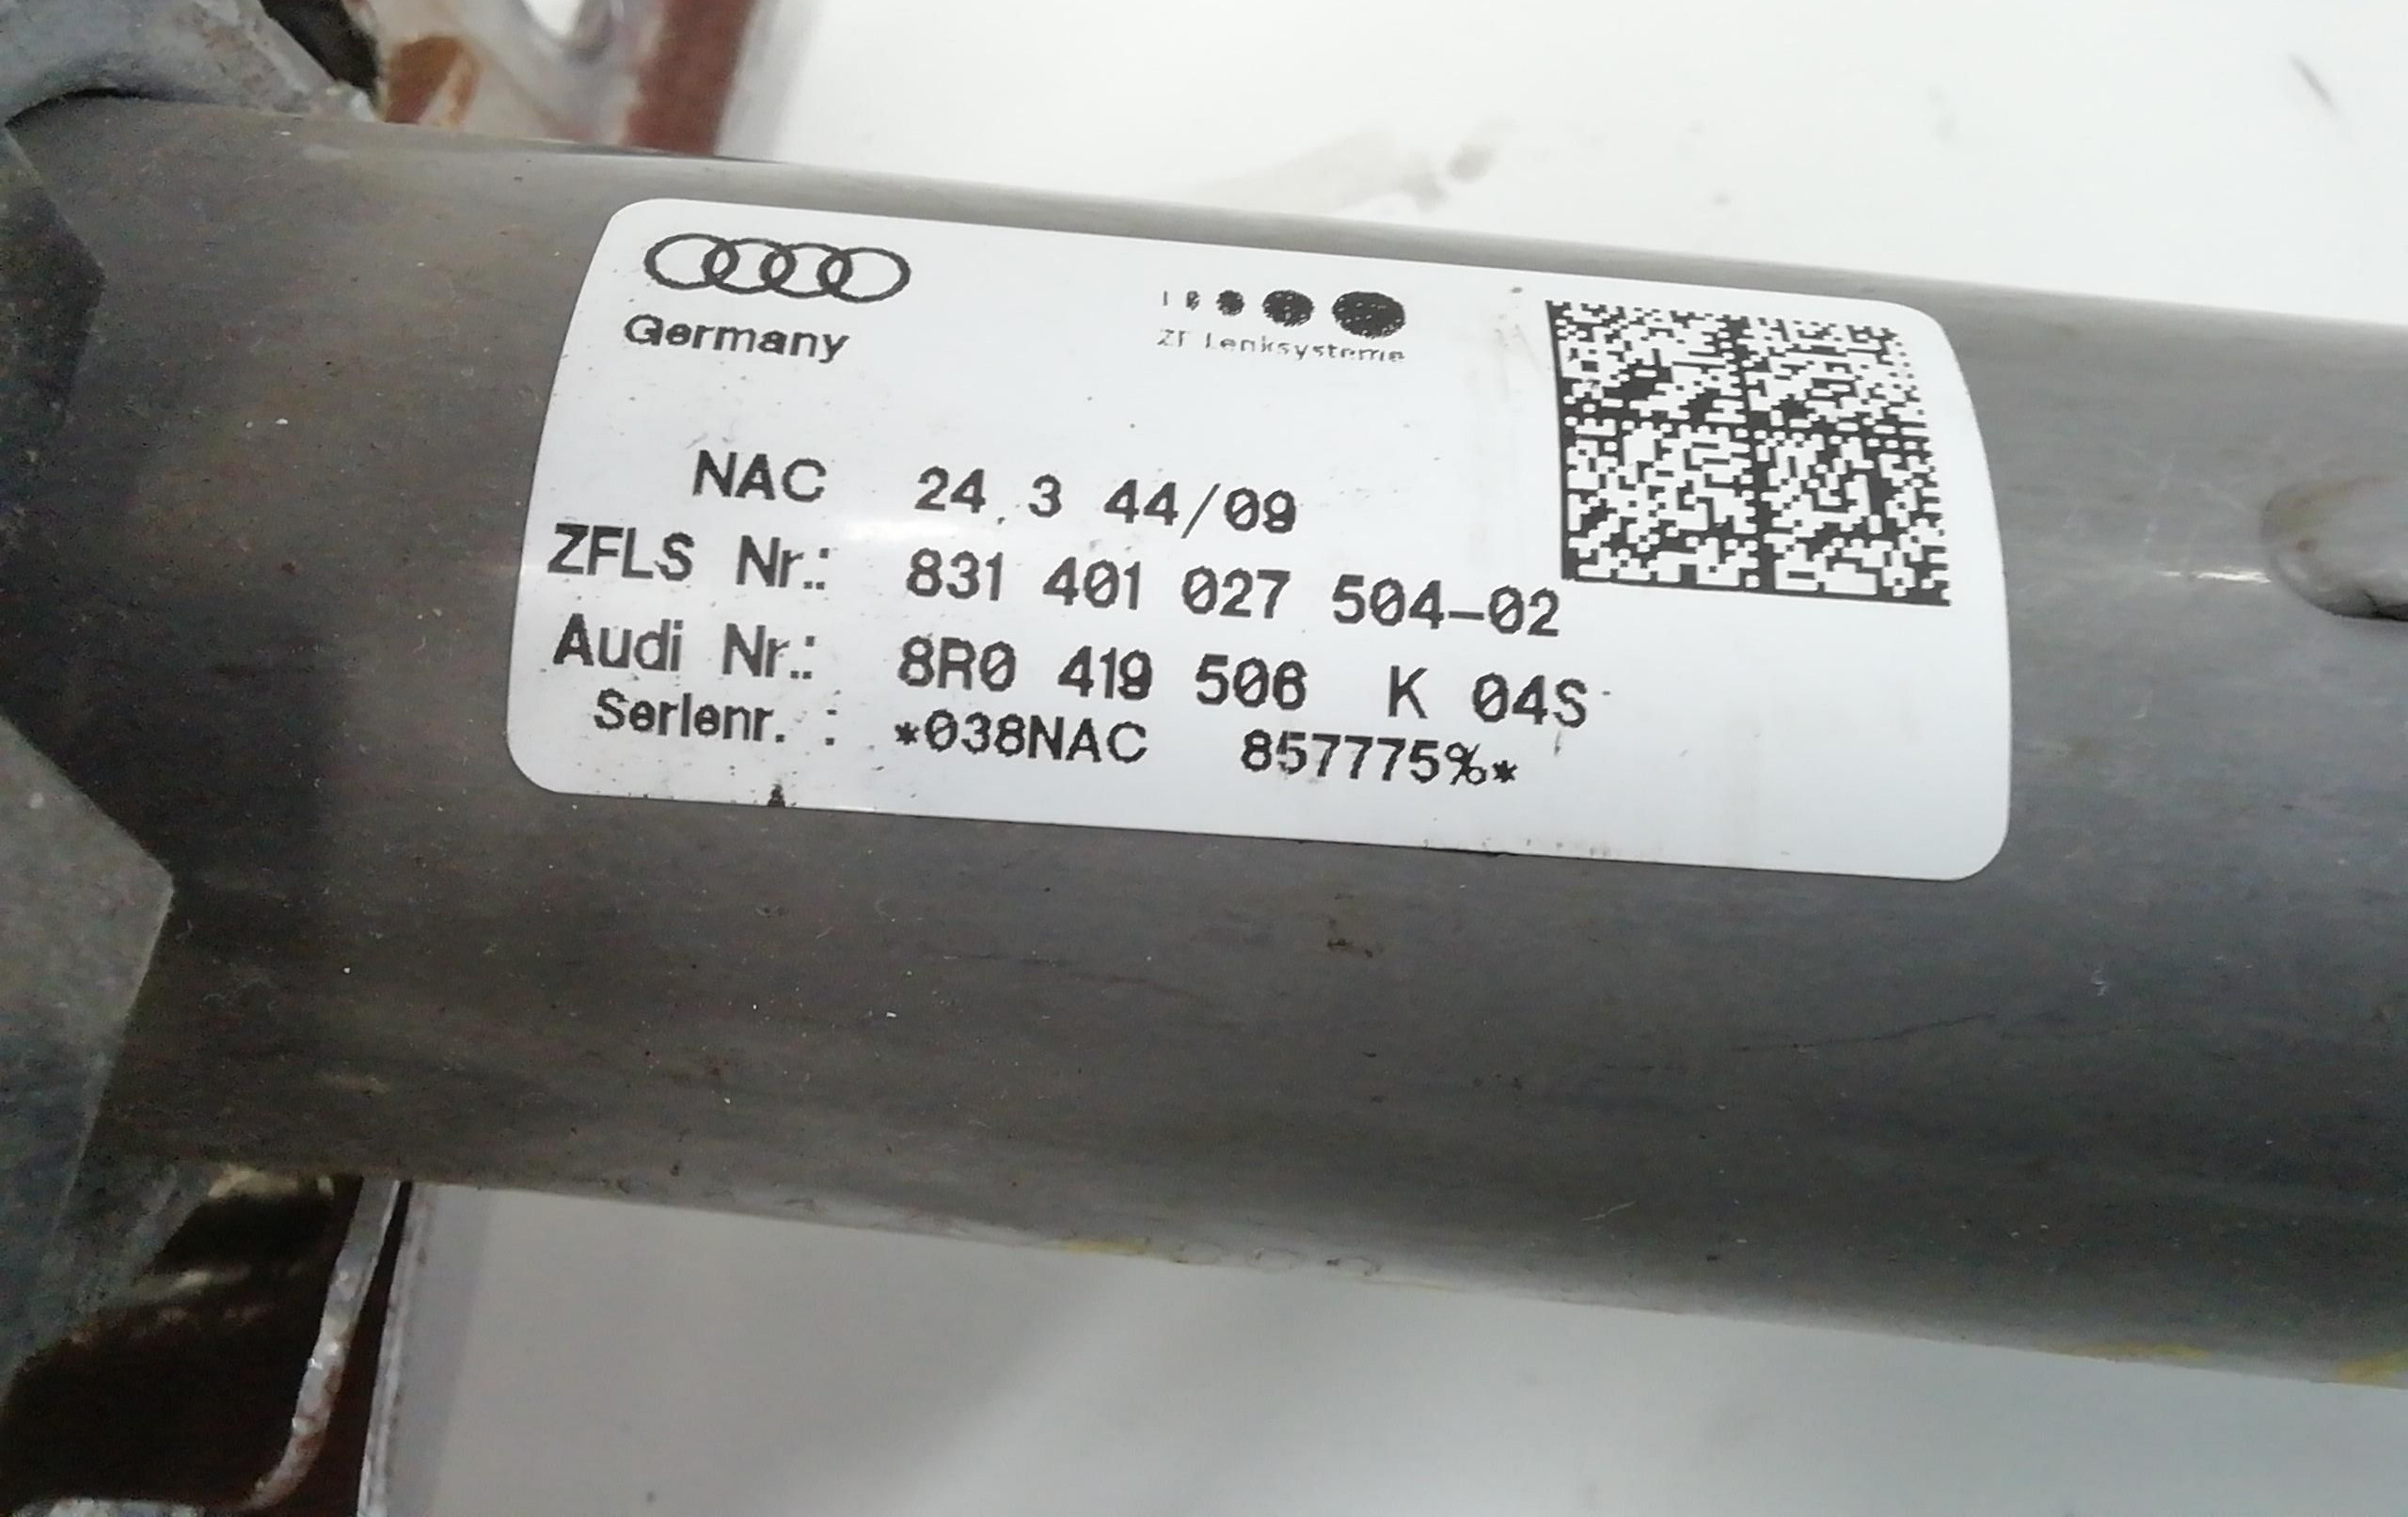 Germany
ZF Lenksysteme
NAC 24. 3 44/09
ZFLS Nr.: 831 401 027 504-02
Audi Nr.: 8R0 419 506 K 04S
Serienr. : *038NAC 857775%*